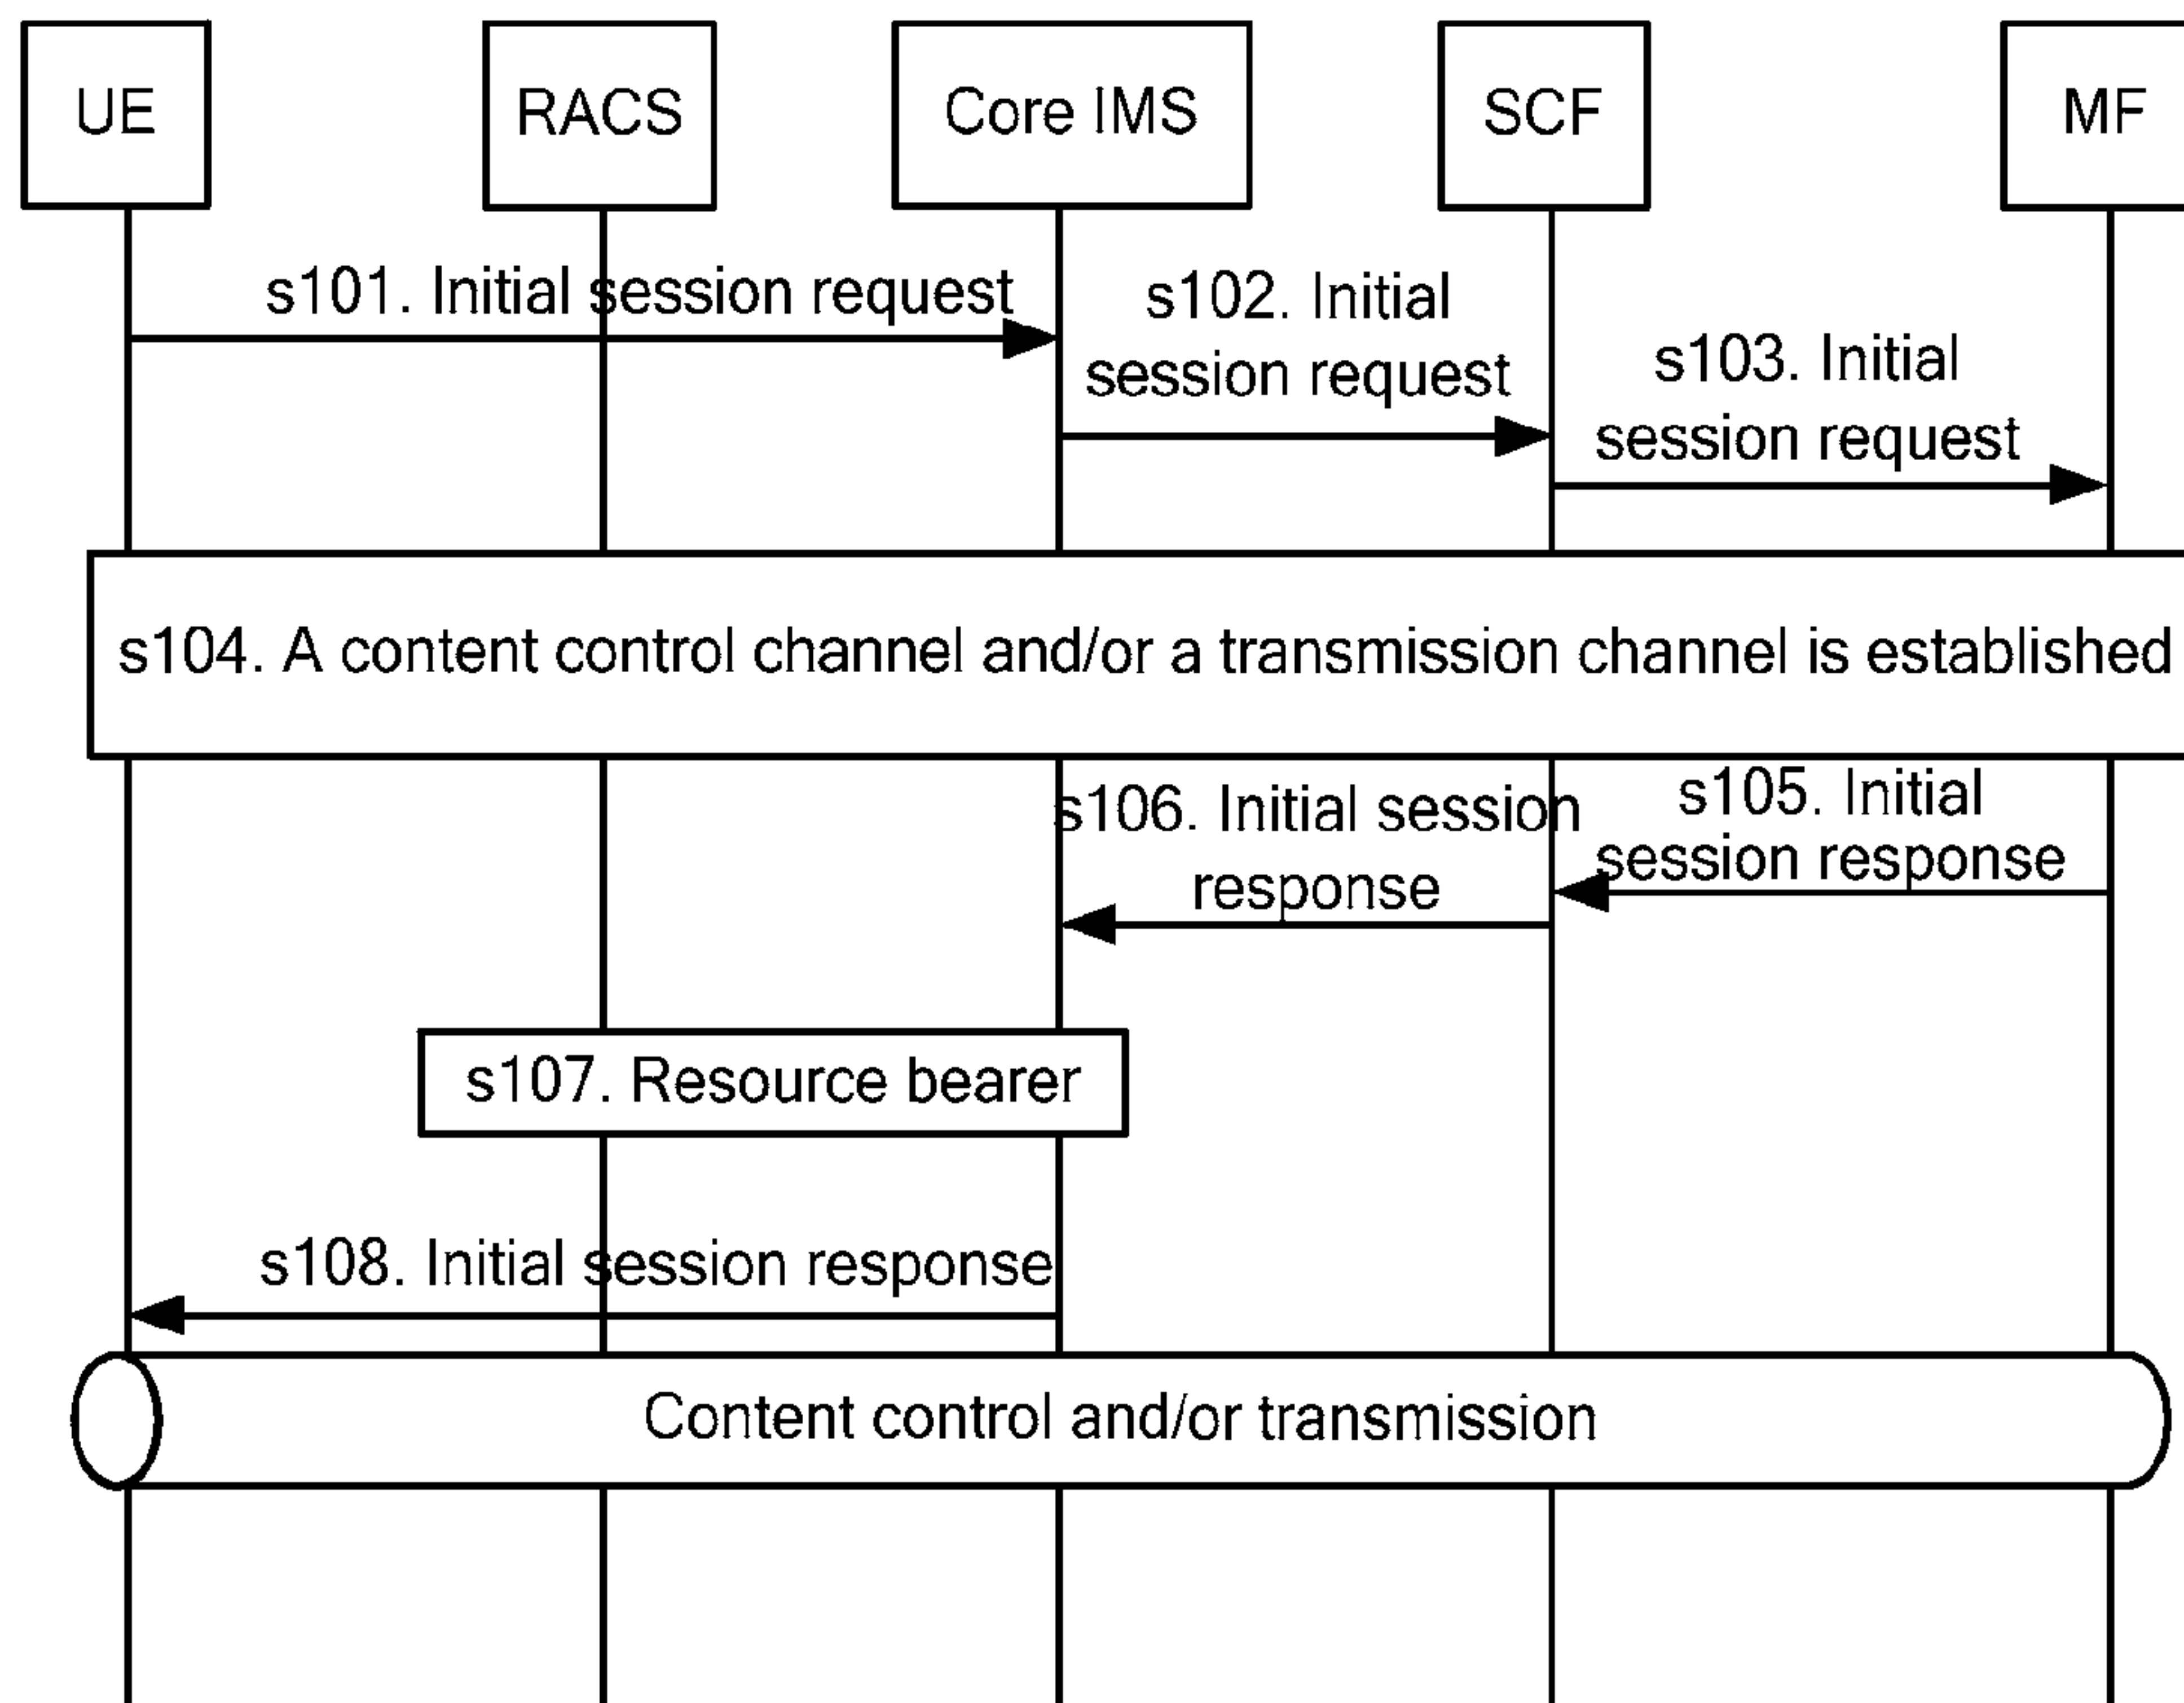 UE
RACS
Core IMS
SCF
MF
s101. Initial session request
s102. Initial
session request
s103. Initial
session request
s104. A content control channel and/or a transmission channel is established
s105. Initial
session response
s106. Initial session
response
s107. Resource bearer
s108. Initial session response
Content control and/or transmission